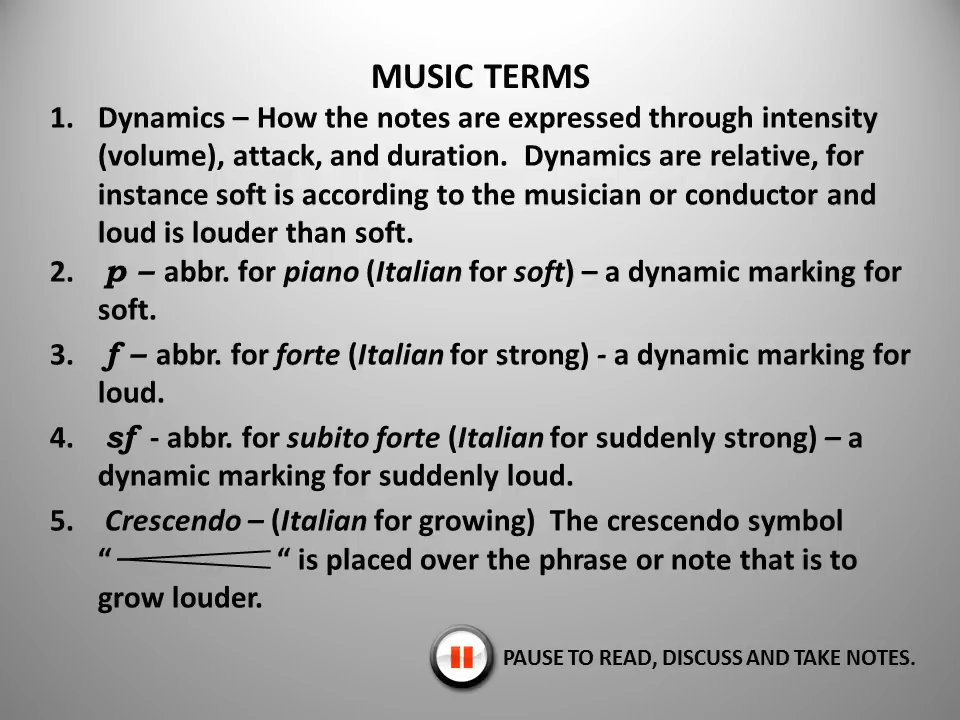 MUSIC TERMS
1. Dynamics – How the notes are expressed through intensity
(volume), attack, and duration.  Dynamics are relative, for
instance soft is according to the musician or conductor and
loud is louder than soft.
2. p – abbr. for piano (Italian for soft) – a dynamic marking for
soft.
3. f – abbr. for forte (Italian for strong) - a dynamic marking for
loud.
4. sf - abbr. for subito forte (Italian for suddenly strong) – a
dynamic marking for suddenly loud.
5. Crescendo – (Italian for growing)  The crescendo symbol
“ “ is placed over the phrase or note that is to
grow louder.
PAUSE TO READ, DISCUSS AND TAKE NOTES.